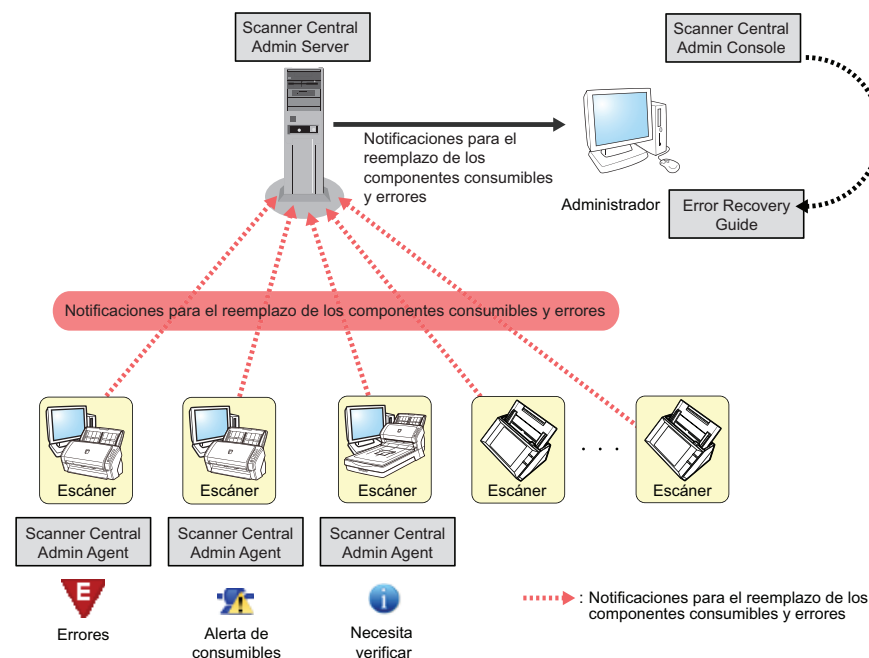 Scanner Central
Admin Server
Scanner Central
Admin Console
Notificaciones para el
reemplazo de los
componentes consumibles
y errores
Administrador
Error Recovery
Guide
Notificaciones para el reemplazo de los componentes consumibles y errores
Escáner
Escáner
Escáner
Escáner
. . .
Escáner
Scanner Central
Admin Agent
Scanner Central
Admin Agent
Scanner Central
Admin Agent
E
Errores
Alerta de
consumibles
i
Necesita
verificar
: Notificaciones para el reemplazo de los
componentes consumibles y errores